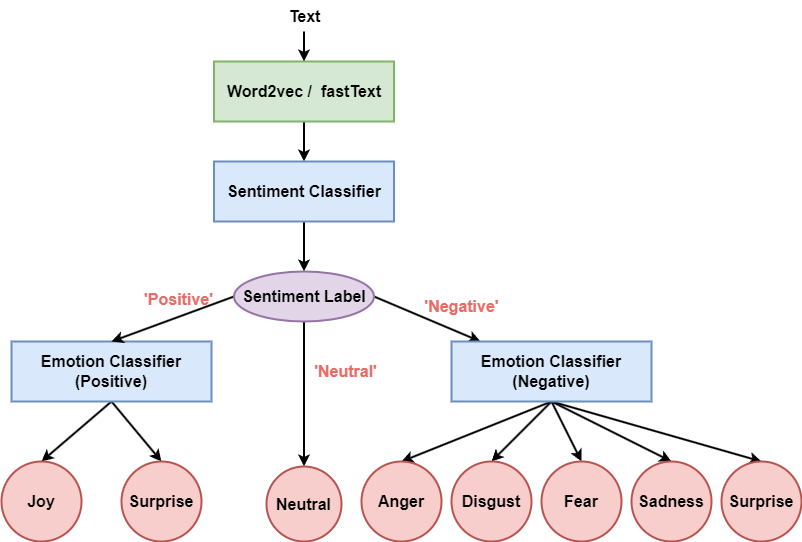 Text
Word2vec /  fastText
Sentiment Classifier
Sentiment Label
'Positive'
'Negative'
'Neutral'
Emotion Classifier
(Positive)
Emotion Classifier
(Negative)
Joy
Surprise
Neutral
Anger
Disgust
Fear
Sadness
Surprise